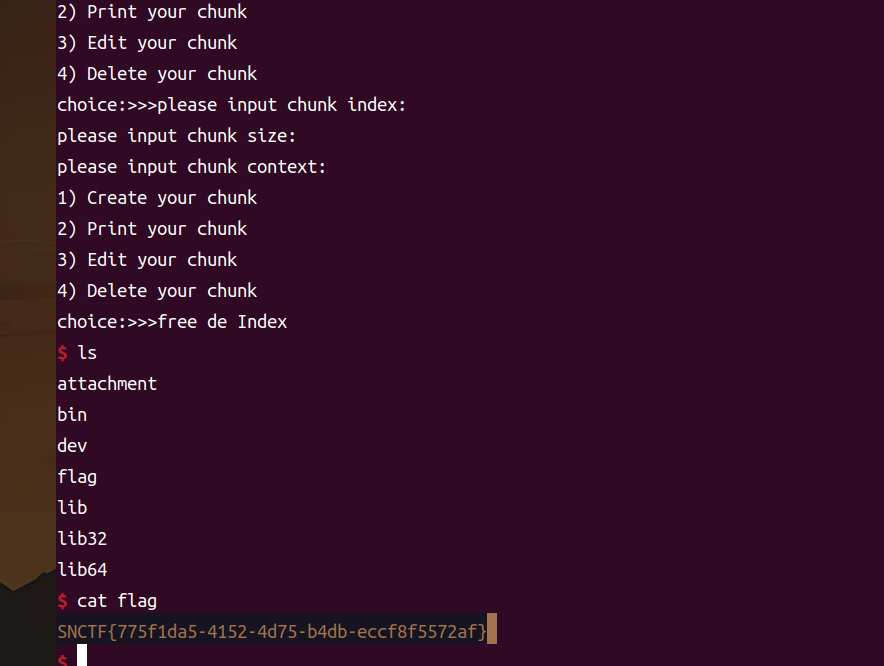 2) Print your chunk
3) Edit your chunk
4) Delete your chunk
choice:>>>please input chunk index:
please input chunk size:
please input chunk context:
1) Create your chunk
2) Print your chunk
3) Edit your chunk
4) Delete your chunk
choice:>>>free de Index
$ ls
attachment
bin
dev
flag
lib
lib32
lib64
$ cat flag
SNCTF{775f1da5-4152-4d75-b4db-eccf8f5572af}
$